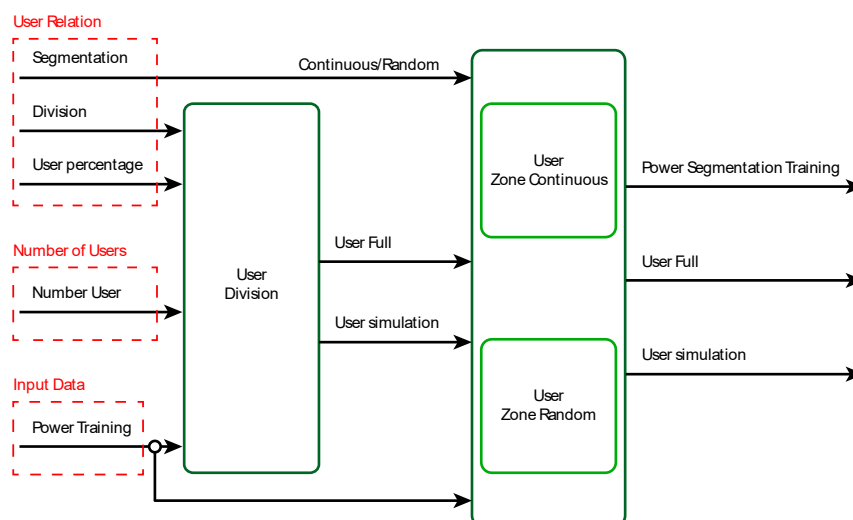 User Relation
Segmentation
Continuous/Random
Division
User percentage
User
Zone Continuous
Power Segmentation Training
Number of Users
Number User
User
Division
User Full
User simulation
User Full
User simulation
Input Data
Power Training
User
Zone Random